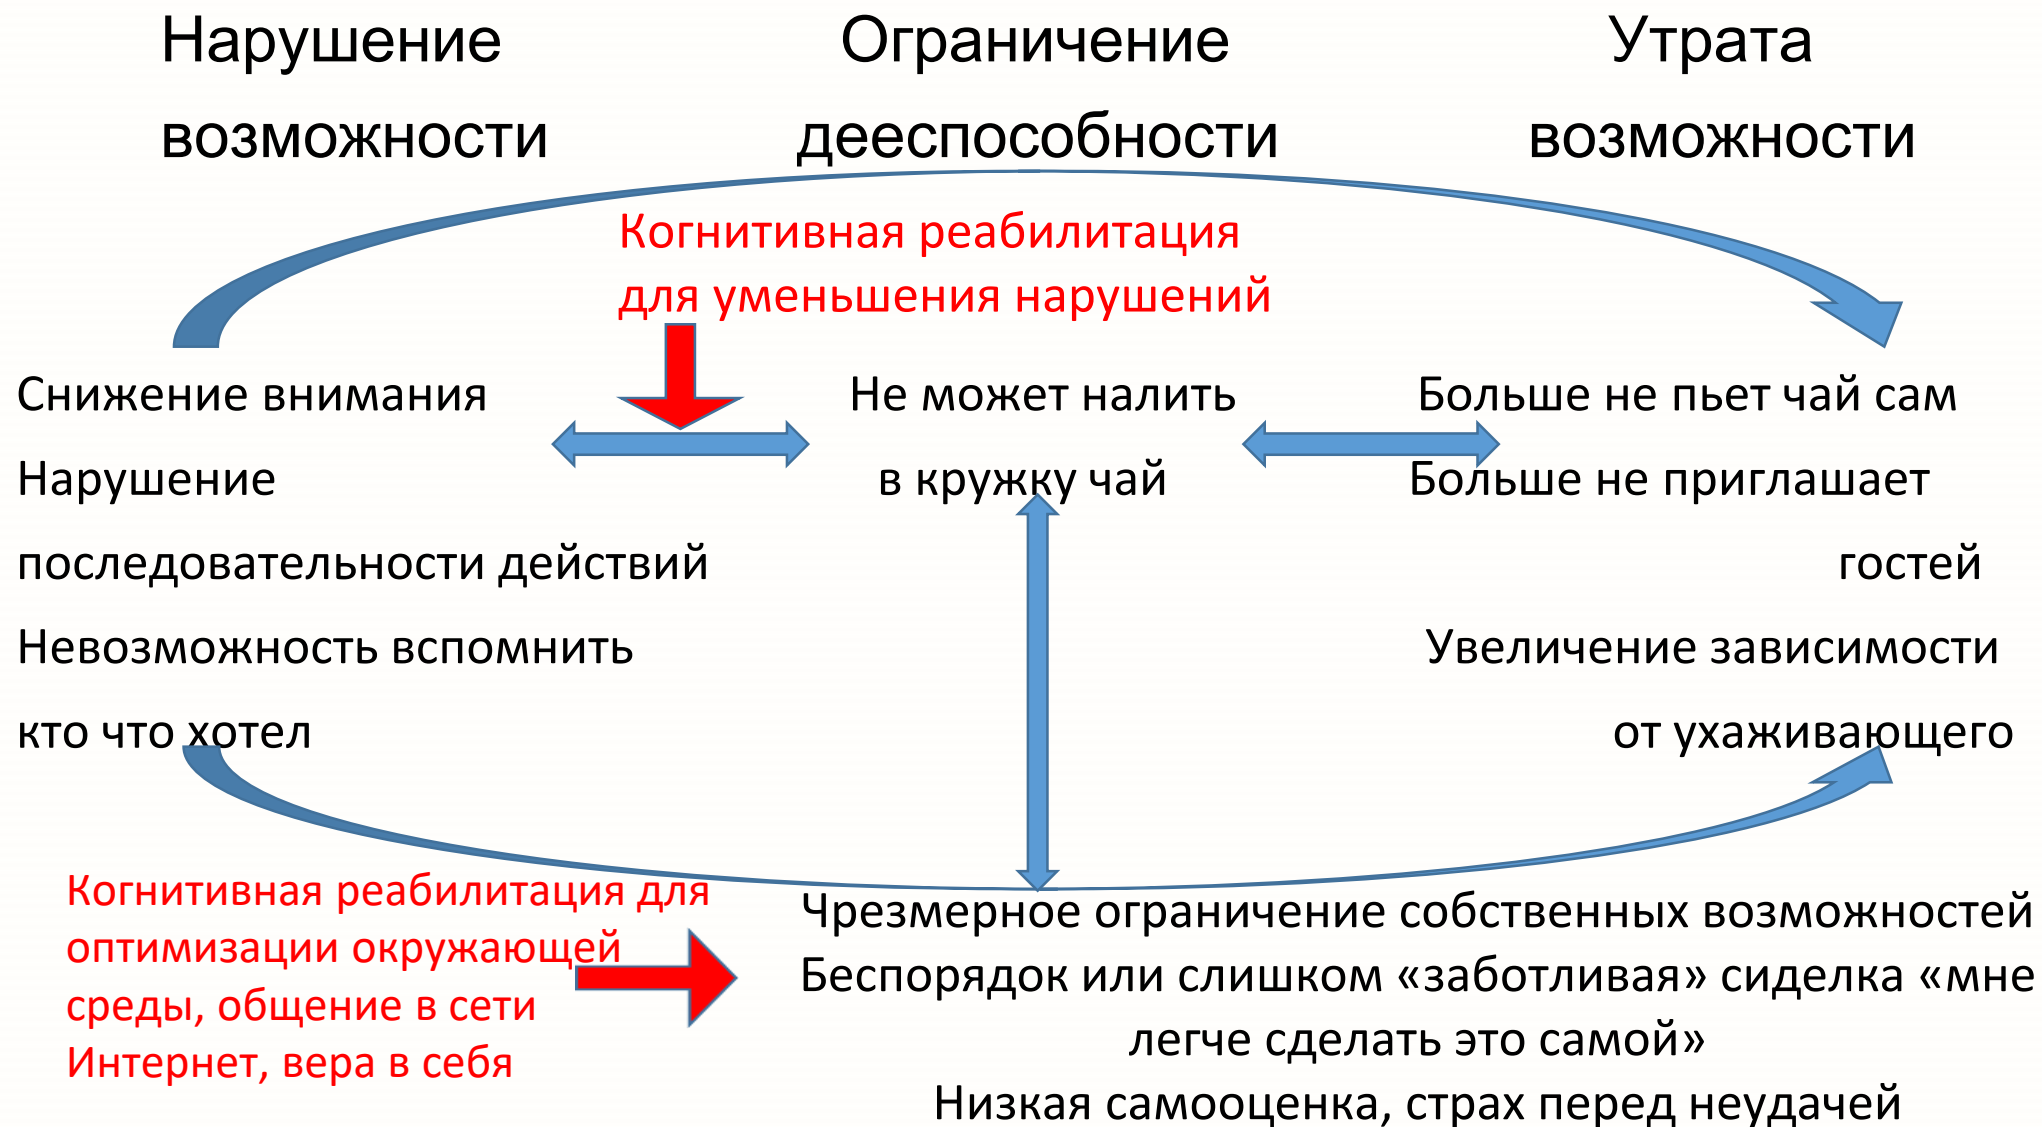 Нарушение
возможности
Ограничение
дееспособности
Утрата
возможности
Когнитивная реабилитация
для уменьшения нарушений
Снижение внимания
Нарушение
последовательности действий
Невозможность вспомнить
кто что хотел
Не может налить
в кружку чай
Больше не пьет чай сам
Больше не приглашает
гостей
Увеличение зависимости
от ухаживающего
Когнитивная реабилитация для
оптимизации окружающей
среды, общение в сети
Интернет, вера в себя
Чрезмерное ограничение собственных возможностей
Беспорядок или слишком «заботливая» сиделка «мне
легче сделать это самой»
Низкая самооценка, страх перед неудачей